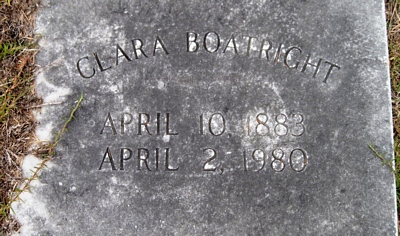 CLARA BOATRIGHT
APRIL 10 1883
APRIL 2, 1980